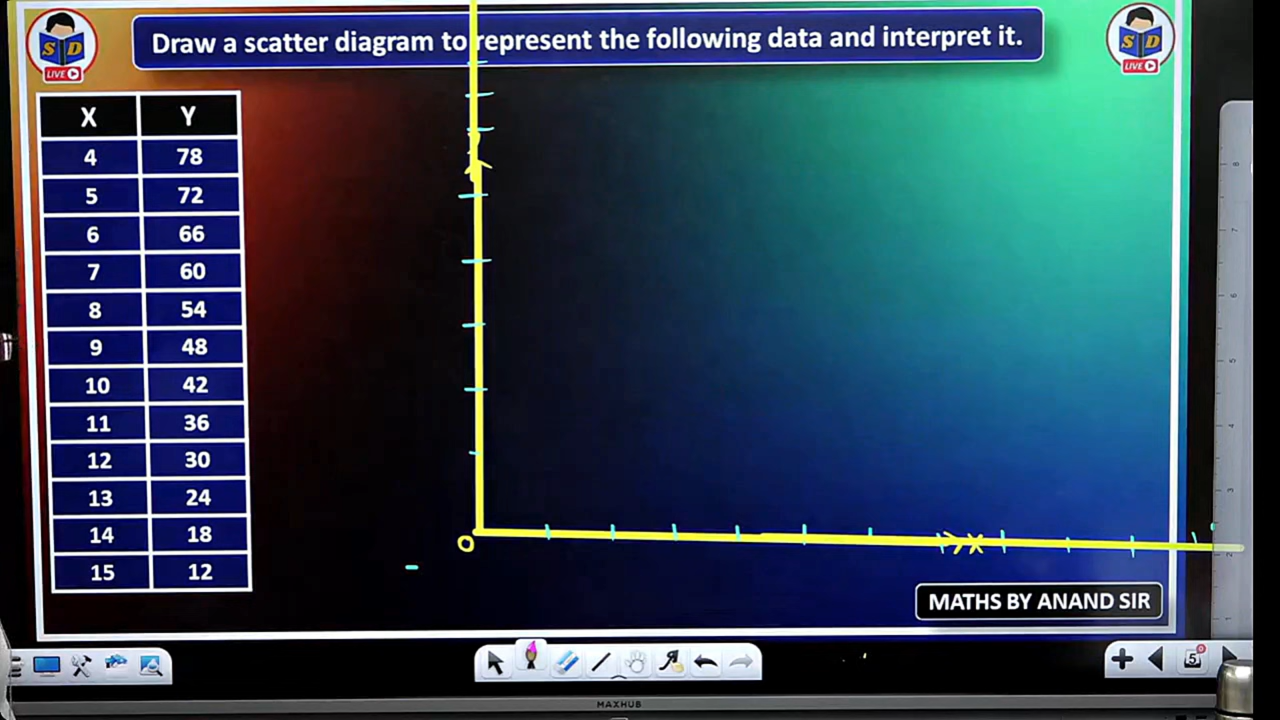 Draw a scatter diagram to represent the following data and interpret it.
S D
LIVE
S D
LIVE
X Y
4 78
5 72
6 66
7 60
8 54
9 48
10 42
11 36
12 30
13 24
14 18
15 12
O
X
MATHS BY ANAND SIR
MAXHUB